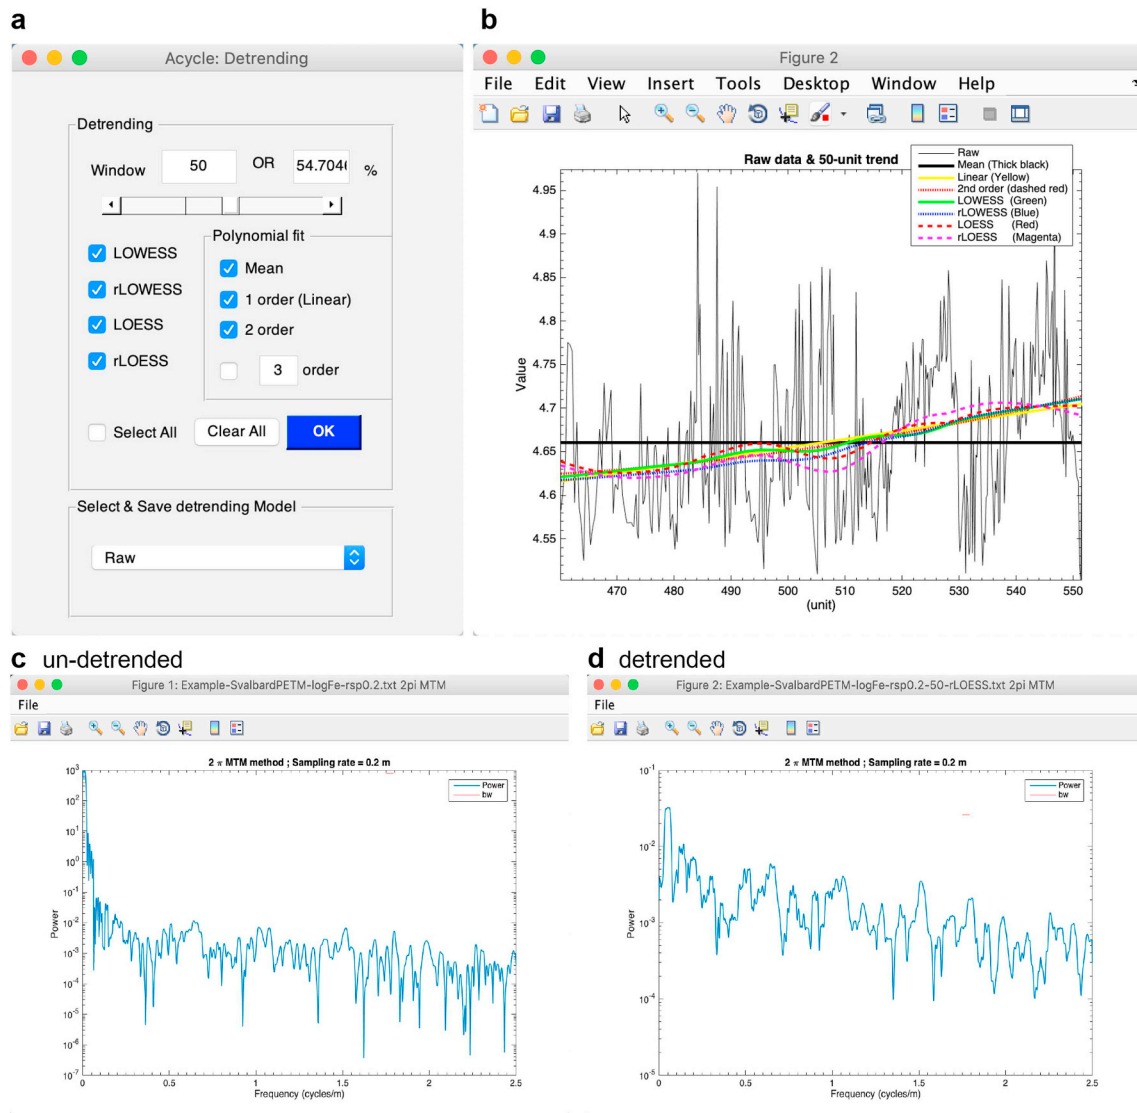 a
Acycle: Detrending
Detrending
Window 50 OR 54.7046 %
LOWESS
rLOWESS
LOESS
rLOESS
Polynomial fit
Mean
1 order (Linear)
2 order
3 order
Select All Clear All OK
Select & Save detrending Model
Raw
b
Figure 2
File Edit View Insert Tools Desktop Window Help
Raw data & 50-unit trend
Raw
Mean (Thick black)
Linear (Yellow)
2nd order (dashed red)
LOWESS (Green)
rLOWESS (Blue)
LOESS (Red)
rLOESS (Magenta)
Value
4.95
4.9
4.85
4.8
4.75
4.7
4.65
4.6
4.55
470 480 490 500 510 520 530 540 550
(unit)
c un-detrended
Figure 1: Example-SvalbardPETM-logFe-rsp0.2.txt 2pi MTM
File
2 π MTM method ; Sampling rate = 0.2 m
Power
bw
Power
10^3
10^2
10^1
10^0
10^-1
10^-2
10^-3
10^-4
10^-5
10^-6
10^-7
0 0.5 1 1.5 2 2.5
Frequency (cycles/m)
d detrended
Figure 2: Example-SvalbardPETM-logFe-rsp0.2-50-rLOESS.txt 2pi MTM
File
2 π MTM method ; Sampling rate = 0.2 m
Power
bw
Power
10^-1
10^-2
10^-3
10^-4
10^-5
0 0.5 1 1.5 2 2.5
Frequency (cycles/m)